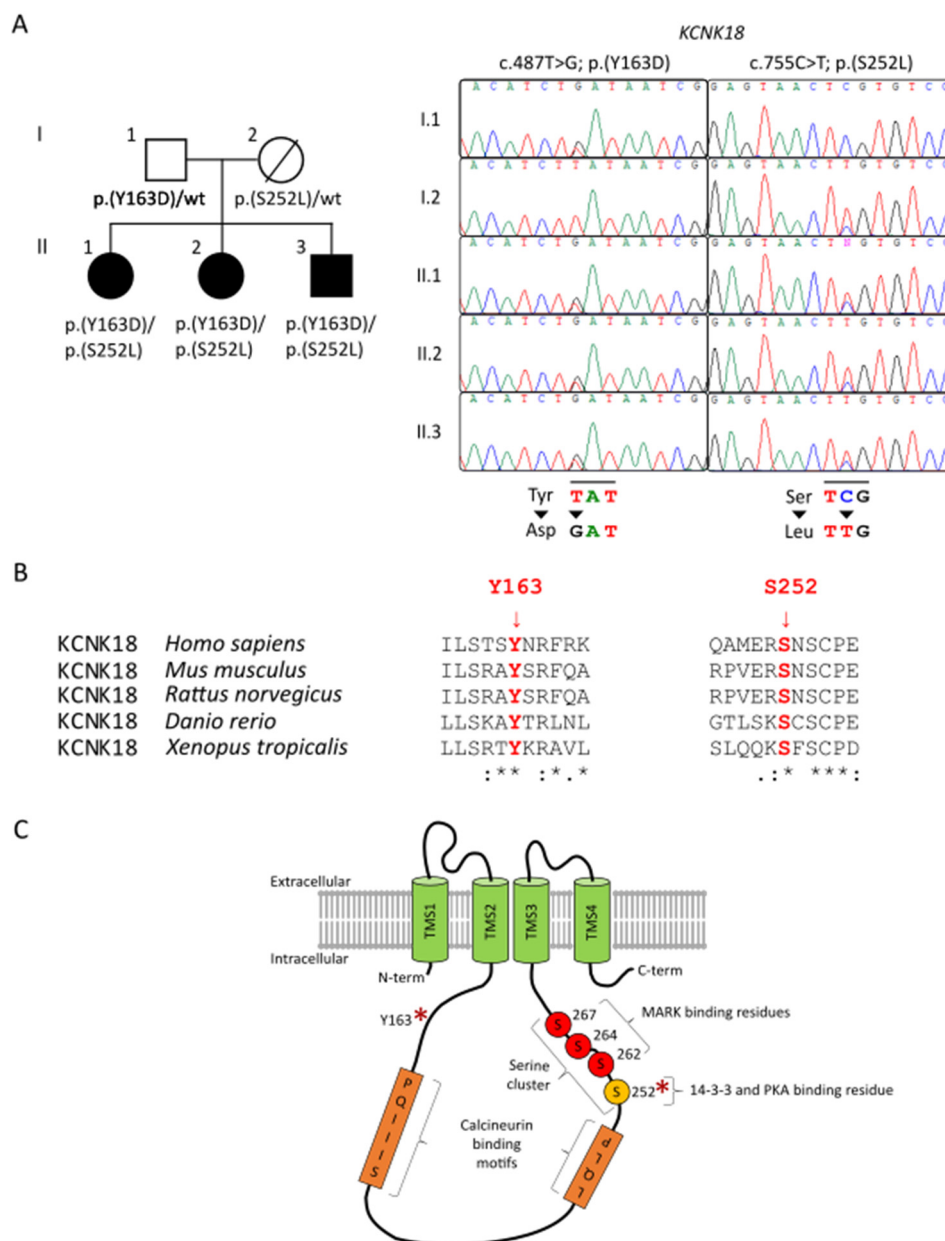 A
KCNK18
c.487T>G; p.(Y163D) c.755C>T; p.(S252L)
I
1 2
p.(Y163D)/wt p.(S252L)/wt
II
1 2 3
p.(Y163D)/ p.(Y163D)/ p.(Y163D)/
p.(S252L) p.(S252L) p.(S252L)
I.1 A C A T C T G A T A A T C G G A G T A A C T C G T G T C G
I.2 A C A T C T T A T A A T C G G A G T A A C T T G T G T C G
II.1 A C A T C T G A T A A T C G G A G T A A C T N G T G T C G
II.2 A C A T C T G A T A A T C G G A G T A A C T T G T G T C G
II.3 A C A T C T G A T A A T C G G A G T A A C T T G T G T C G
Tyr TAT Ser TCG
Asp GAT Leu TTG
B
Y163 S252
KCNK18 Homo sapiens ILSTSYNRFRK QAMERSNSCPE
KCNK18 Mus musculus ILSRAYSRFQA RPVERSNSCPE
KCNK18 Rattus norvegicus ILSRAYSRFQA RPVERSNSCPE
KCNK18 Danio rerio LLSKAYTRLNL GTLSKSCSCPE
KCNK18 Xenopus tropicalis LLSRTYKRAVL SLQQKSFSCPD
:** :*.* .:* ***:
C
Extracellular
TMS1 TMS2 TMS3 TMS4
Intracellular
N-term C-term
Y163*
S 267
S 264
S 262
MARK binding residues
Serine
cluster
S 252*
14-3-3 and PKA binding residue
PQIIIS
Calcineurin
binding
motifs
PLQL